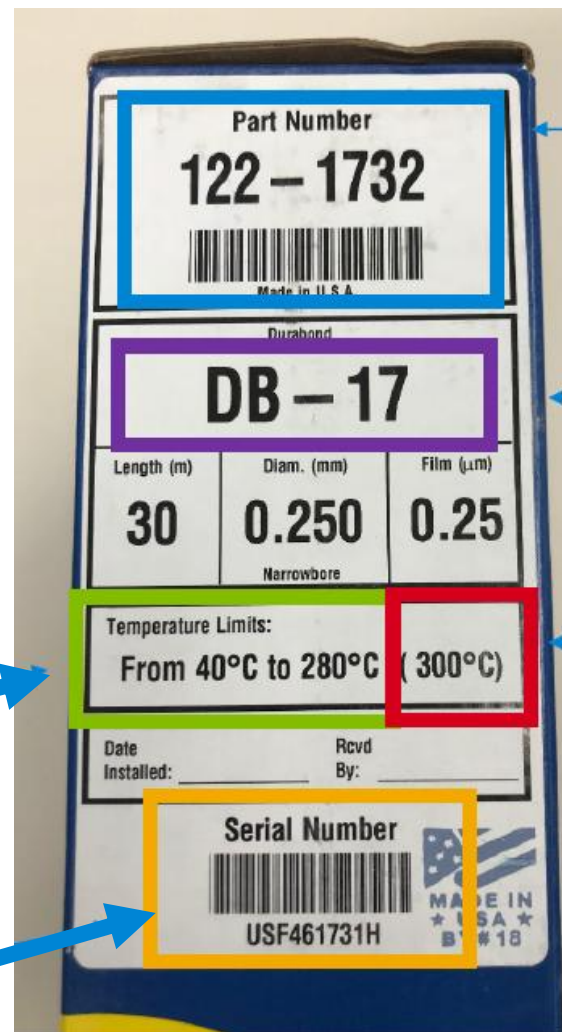 Part Number
122 – 1732
Made in U.S.A.
Durabond
DB – 17
Length (m) Diam. (mm) Film (μm)
30 0.250 0.25
Narrowbore
Temperature Limits:
From 40°C to 280°C ( 300°C)
Date Rcvd
Installed: By:
Serial Number
USF461731H
MADE IN
★ USA ★
BY # 18